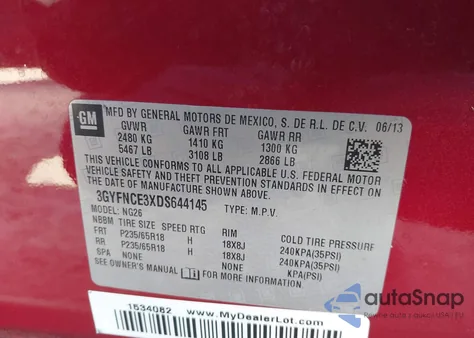 GM
MFD BY GENERAL MOTORS DE MEXICO, S. DE R.L. DE C.V. 06/13
GVWR GAWR FRT GAWR RR
2480 KG 1410 KG 1300 KG
5467 LB 3108 LB 2866 LB
THIS VEHICLE CONFORMS TO ALL APPLICABLE U.S. FEDERAL MOTOR
VEHICLE SAFETY, BUMPER, AND THEFT PREVENTION STANDARDS IN
EFFECT ON THE DATE OF MANUFACTURE SHOWN ABOVE.
3GYFNCE3XDS644145 TYPE: M.P.V.
MODEL: NG26
NBBM TIRE SIZE SPEED RTG RIM COLD TIRE PRESSURE
FRT P235/65R18 H 18X8J 240KPA(35PSI)
RR P235/65R18 H 18X8J 240KPA(35PSI)
SPA NONE NONE KPA(PSI)
SEE OWNER'S MANUAL FOR ADDITIONAL INFORMATION
1534082 www.MyDealerLot.com
autoSnap